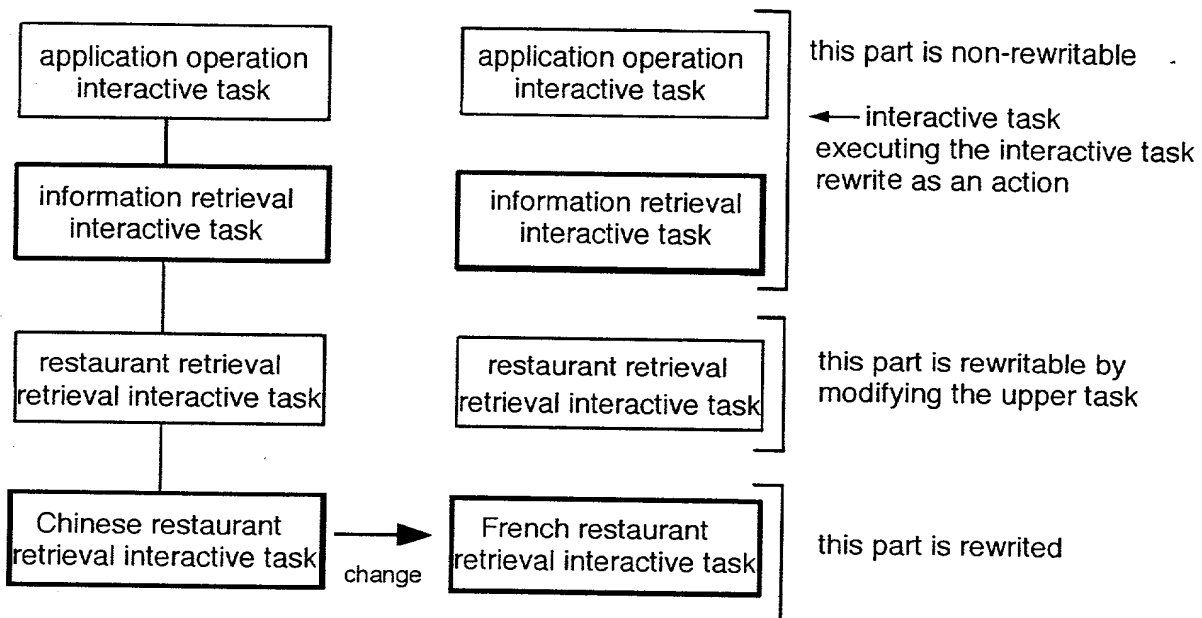 application operation
interactive task
application operation
interactive task
this part is non-rewritable
interactive task
executing the interactive task
rewrite as an action
information retrieval
interactive task
information retrieval
interactive task
restaurant retrieval
retrieval interactive task
restaurant retrieval
retrieval interactive task
this part is rewritable by
modifying the upper task
Chinese restaurant
retrieval interactive task
change
French restaurant
retrieval interactive task
this part is rewrited